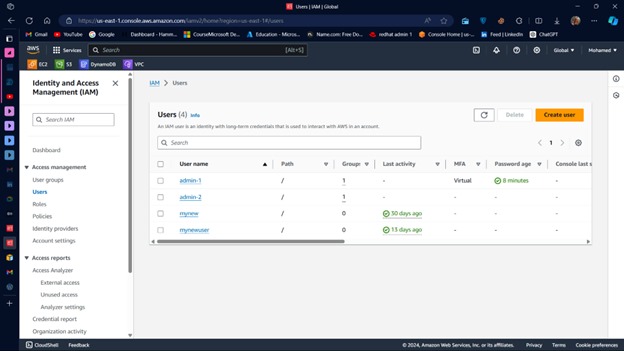 Users | IAM | Global
https://us-east-1.console.aws.amazon.com/iamv2/home?region=us-east-1#/users
Gmail YouTube Google Dashboard - Hamm... CourseMicrosoft De... Education - Micros... Name.com: Free Do... redhat admin 1 Console Home | us-... Feed | LinkedIn ChatGPT
aws Services Search [Alt+S] Global Mohamed
EC2 S3 DynamoDB VPC
Identity and Access
Management (IAM)
Search IAM
Dashboard
Access management
User groups
Users
Roles
Policies
Identity providers
Account settings
Access reports
Access Analyzer
External access
Unused access
Analyzer settings
Credential report
Organization activity
IAM > Users
Users (4) Info
Delete
Create user
An IAM user is an identity with long-term credentials that is used to interact with AWS in an account.
Search
1
User name Path Groups Last activity MFA Password age Console last s
admin-1 / 1 - Virtual 8 minutes -
admin-2 / 1 - - - -
mynew / 0 30 days ago - - -
mynewuser / 0 13 days ago - - -
CloudShell Feedback © 2024, Amazon Web Services, Inc. or its affiliates. Privacy Terms Cookie preferences